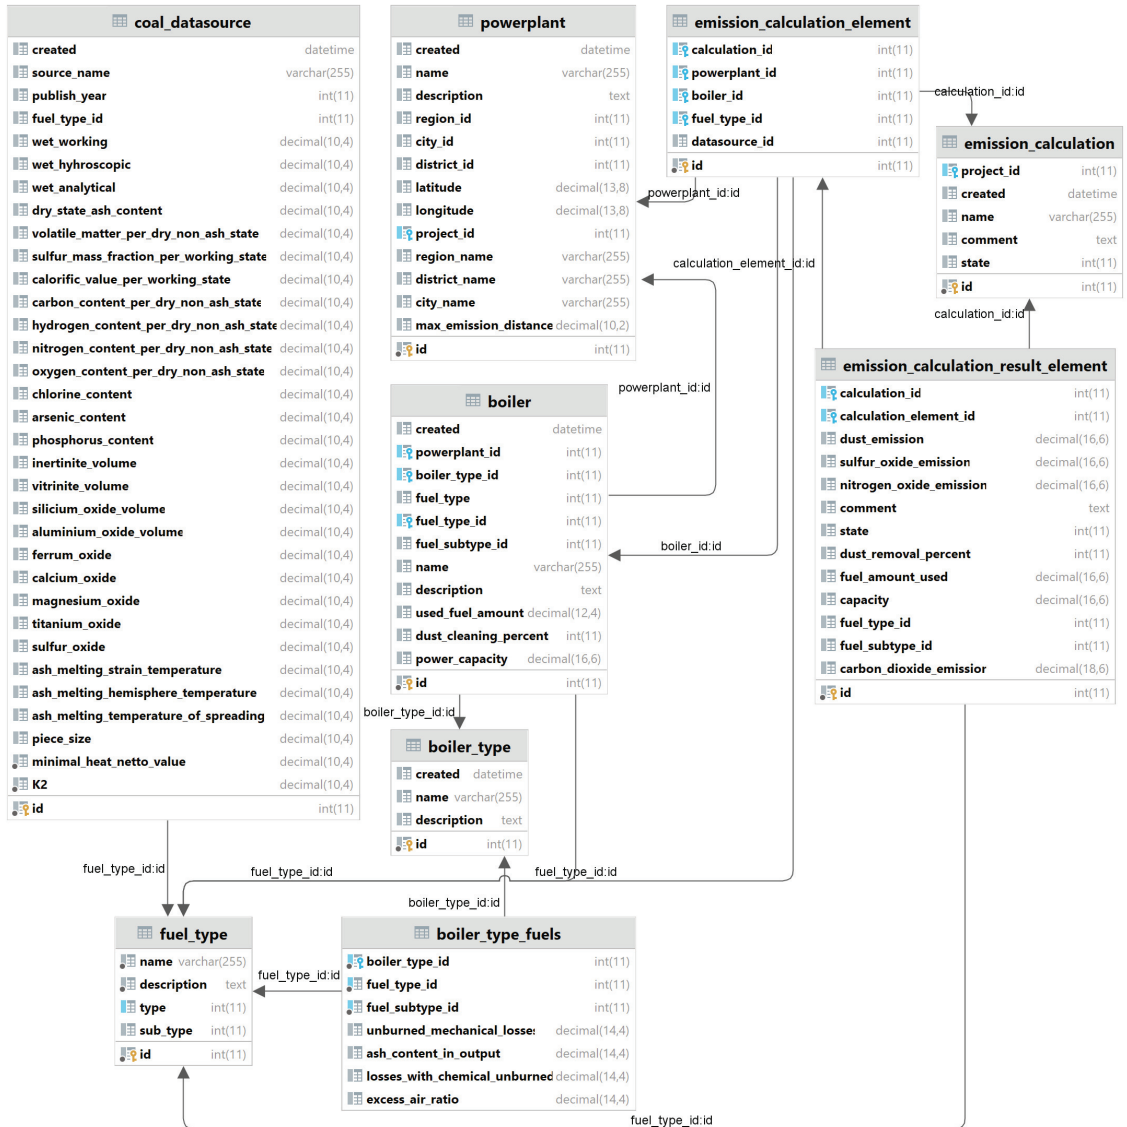 coal_datasource
created datetime
source_name varchar(255)
publish_year int(11)
fuel_type_id int(11)
wet_working decimal(10,4)
wet_hyhroscopic decimal(10,4)
wet_analytical decimal(10,4)
dry_state_ash_content decimal(10,4)
volatile_matter_per_dry_non_ash_state decimal(10,4)
sulfur_mass_fraction_per_working_state decimal(10,4)
calorific_value_per_working_state decimal(10,4)
carbon_content_per_dry_non_ash_state decimal(10,4)
hydrogen_content_per_dry_non_ash_state decimal(10,4)
nitrogen_content_per_dry_non_ash_state decimal(10,4)
oxygen_content_per_dry_non_ash_state decimal(10,4)
chlorine_content decimal(10,4)
arsenic_content decimal(10,4)
phosphorus_content decimal(10,4)
inertinite_volume decimal(10,4)
vitrinite_volume decimal(10,4)
silicium_oxide_volume decimal(10,4)
aluminium_oxide_volume decimal(10,4)
ferrum_oxide decimal(10,4)
calcium_oxide decimal(10,4)
magnesium_oxide decimal(10,4)
titanium_oxide decimal(10,4)
sulfur_oxide decimal(10,4)
ash_melting_strain_temperature decimal(10,4)
ash_melting_hemisphere_temperature decimal(10,4)
ash_melting_temperature_of_spreading decimal(10,4)
piece_size decimal(10,4)
minimal_heat_netto_value decimal(10,4)
K2 decimal(10,4)
id int(11)
powerplant
created datetime
name varchar(255)
description text
region_id int(11)
city_id int(11)
district_id int(11)
latitude decimal(13,8)
longitude decimal(13,8)
project_id int(11)
region_name varchar(255)
district_name varchar(255)
city_name varchar(255)
max_emission_distance decimal(10,2)
id int(11)
emission_calculation_element
calculation_id int(11)
powerplant_id int(11)
boiler_id int(11)
fuel_type_id int(11)
datasource_id int(11)
id int(11)
calculation_id:id
emission_calculation
project_id int(11)
created datetime
name varchar(255)
comment text
state int(11)
id int(11)
powerplant_id:id
calculation_element_id:id
calculation_id:id
emission_calculation_result_element
calculation_id int(11)
calculation_element_id int(11)
dust_emission decimal(16,6)
sulfur_oxide_emission decimal(16,6)
nitrogen_oxide_emission decimal(16,6)
comment text
state int(11)
dust_removal_percent int(11)
fuel_amount_used decimal(16,6)
capacity decimal(16,6)
fuel_type_id int(11)
fuel_subtype_id int(11)
carbon_dioxide_emission decimal(18,6)
id int(11)
powerplant_id:id
boiler
created datetime
powerplant_id int(11)
boiler_type_id int(11)
fuel_type int(11)
fuel_type_id int(11)
fuel_subtype_id int(11)
name varchar(255)
description text
used_fuel_amount decimal(12,4)
dust_cleaning_percent int(11)
power_capacity decimal(16,6)
id int(11)
boiler_id:id
boiler_type_id:id
boiler_type
created datetime
name varchar(255)
description text
id int(11)
fuel_type_id:id
fuel_type_id:id
fuel_type_id:id
boiler_type_id:id
fuel_type
name varchar(255)
description text
type int(11)
sub_type int(11)
id int(11)
fuel_type_id:id
boiler_type_fuels
boiler_type_id int(11)
fuel_type_id int(11)
fuel_subtype_id int(11)
unburned_mechanical_losses decimal(14,4)
ash_content_in_output decimal(14,4)
losses_with_chemical_unburned decimal(14,4)
excess_air_ratio decimal(14,4)
fuel_type_id:id